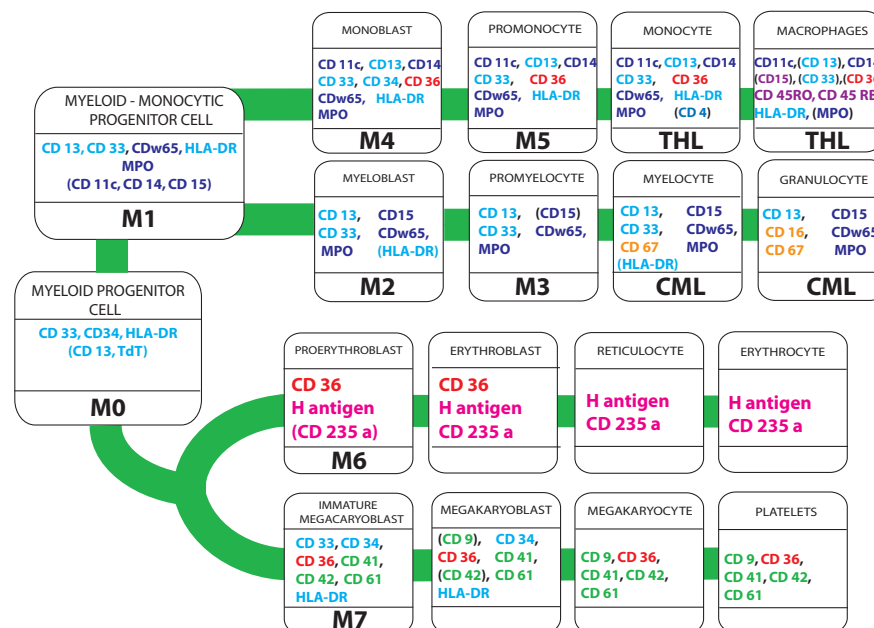 MONOBLAST
CD 11c, CD13, CD14
CD 33, CD 34, CD 36
CDw65, HLA-DR
MPO
M4
PROMONOCYTE
CD 11c, CD13, CD14
CD 33, CD 36
CDw65, HLA-DR
MPO
M5
MONOCYTE
CD 11c, CD13, CD14
CD 33, CD 36
CDw65, HLA-DR
MPO (CD 4)
THL
MACROPHAGES
CD11c,(CD 13), CD14
(CD15), (CD 33),(CD 36
CD 45RO, CD 45 RE
HLA-DR, (MPO)
THL
MYELOID - MONOCYTIC
PROGENITOR CELL
CD 13, CD 33, CDw65, HLA-DR
MPO
(CD 11c, CD 14, CD 15)
M1
MYELOBLAST
CD 13, CD15
CD 33, CDw65,
MPO (HLA-DR)
M2
PROMYELOCYTE
CD 13, (CD15)
CD 33, CDw65,
MPO
M3
MYELOCYTE
CD 13, CD15
CD 33, CDw65,
CD 67 MPO
(HLA-DR)
CML
GRANULOCYTE
CD 13, CD15
CD 16, CDw65
CD 67 MPO
CML
MYELOID PROGENITOR
CELL
CD 33, CD34, HLA-DR
(CD 13, TdT)
M0
PROERYTHROBLAST
CD 36
H antigen
(CD 235 a)
M6
ERYTHROBLAST
CD 36
H antigen
CD 235 a
RETICULOCYTE
H antigen
CD 235 a
ERYTHROCYTE
H antigen
CD 235 a
IMMATURE
MEGACARYOBLAST
CD 33, CD 34,
CD 36, CD 41
CD 42, CD 61
HLA-DR
M7
MEGAKARYOBLAST
(CD 9), CD 34,
CD 36, CD 41,
(CD 42), CD 61
HLA-DR
MEGAKARYOCYTE
CD 9, CD 36,
CD 41, CD 42,
CD 61
PLATELETS
CD 9, CD 36,
CD 41, CD 42,
CD 61